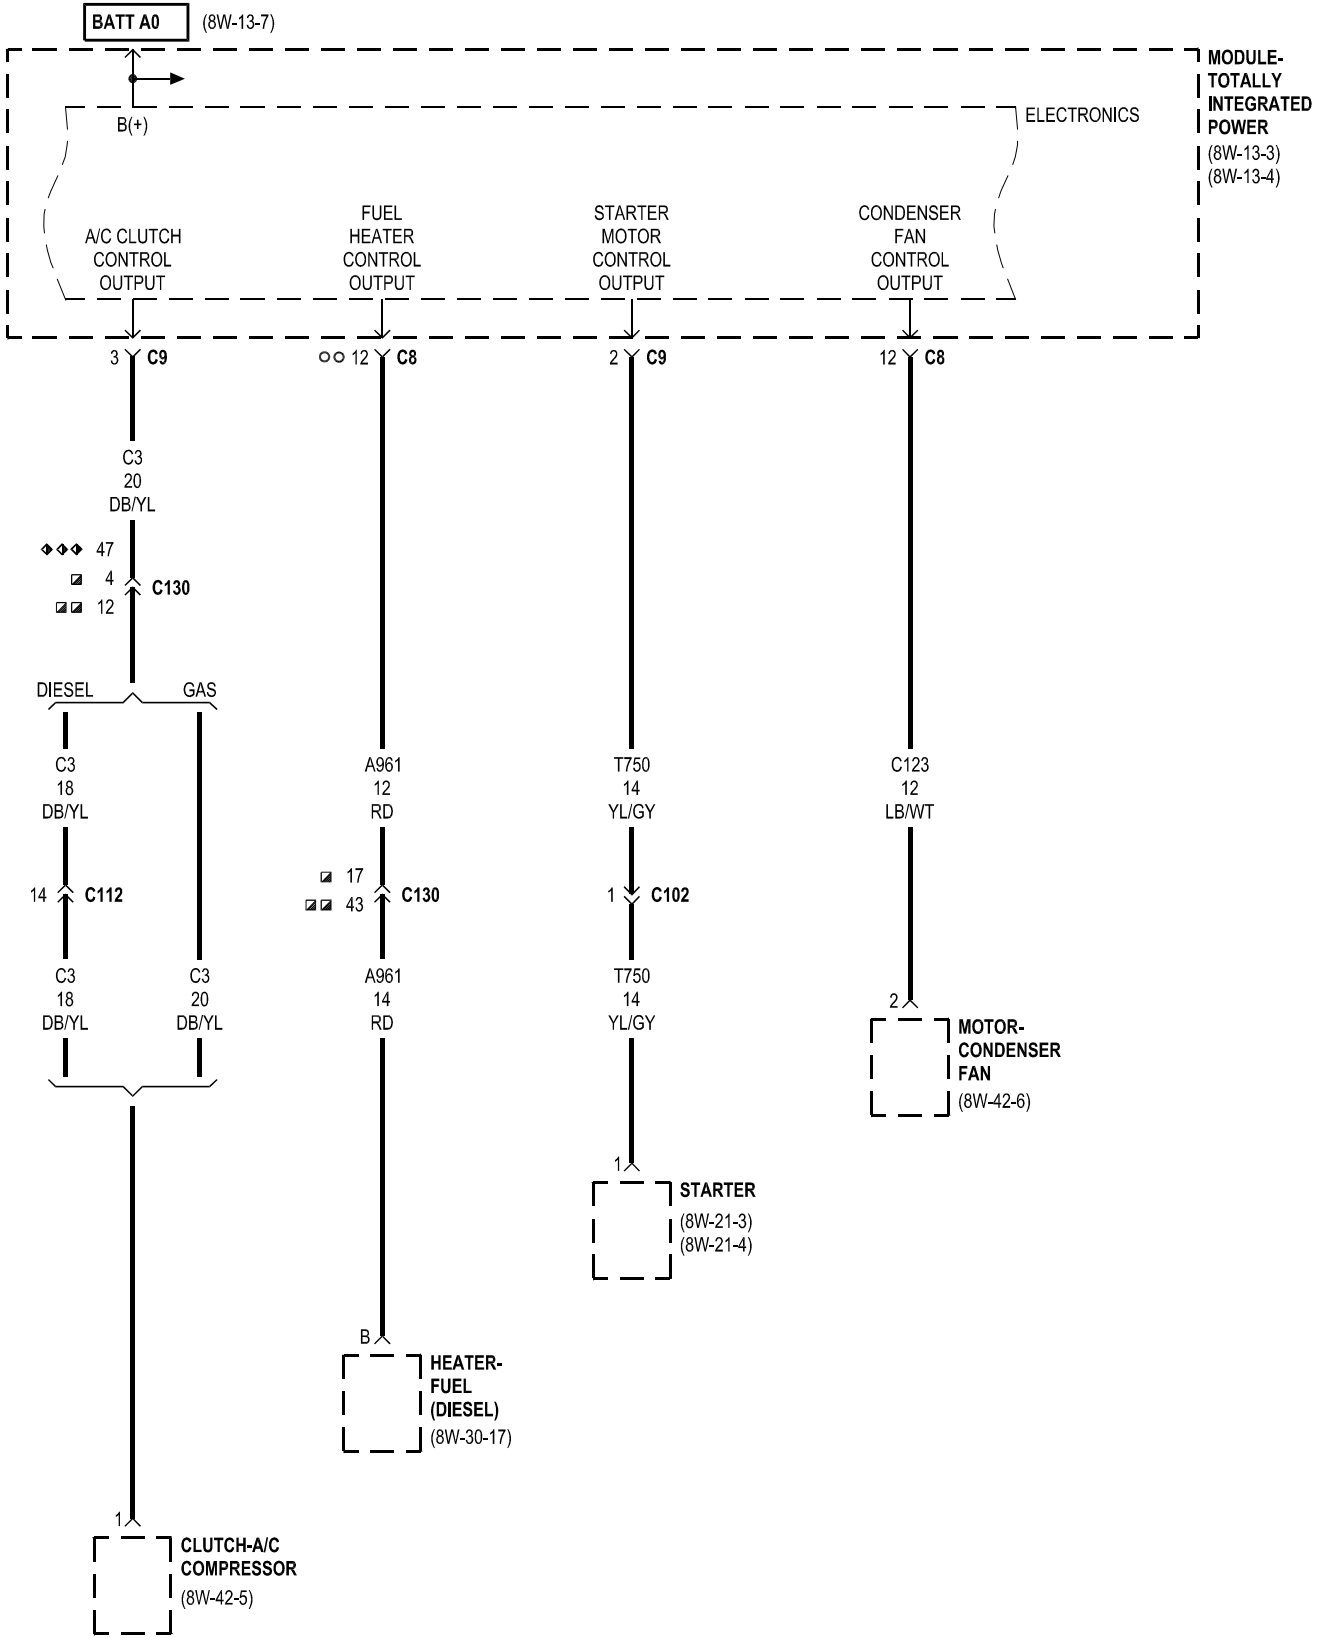 BATT A0 (8W-13-7)
MODULE-
TOTALLY
INTEGRATED
POWER
(8W-13-3)
(8W-13-4)
ELECTRONICS
B(+)
A/C CLUTCH
CONTROL
OUTPUT
FUEL
HEATER
CONTROL
OUTPUT
STARTER
MOTOR
CONTROL
OUTPUT
CONDENSER
FAN
CONTROL
OUTPUT
3 C9
12 C8
2 C9
12 C8
C3
20
DB/YL
47
4
12
C130
DIESEL GAS
C3
18
DB/YL
A961
12
RD
T750
14
YL/GY
C123
12
LB/WT
14 C112
17
43
C130
1 C102
C3
18
DB/YL
C3
20
DB/YL
A961
14
RD
T750
14
YL/GY
2
MOTOR-
CONDENSER
FAN
(8W-42-6)
1
STARTER
(8W-21-3)
(8W-21-4)
B
HEATER-
FUEL
(DIESEL)
(8W-30-17)
1
CLUTCH-A/C
COMPRESSOR
(8W-42-5)